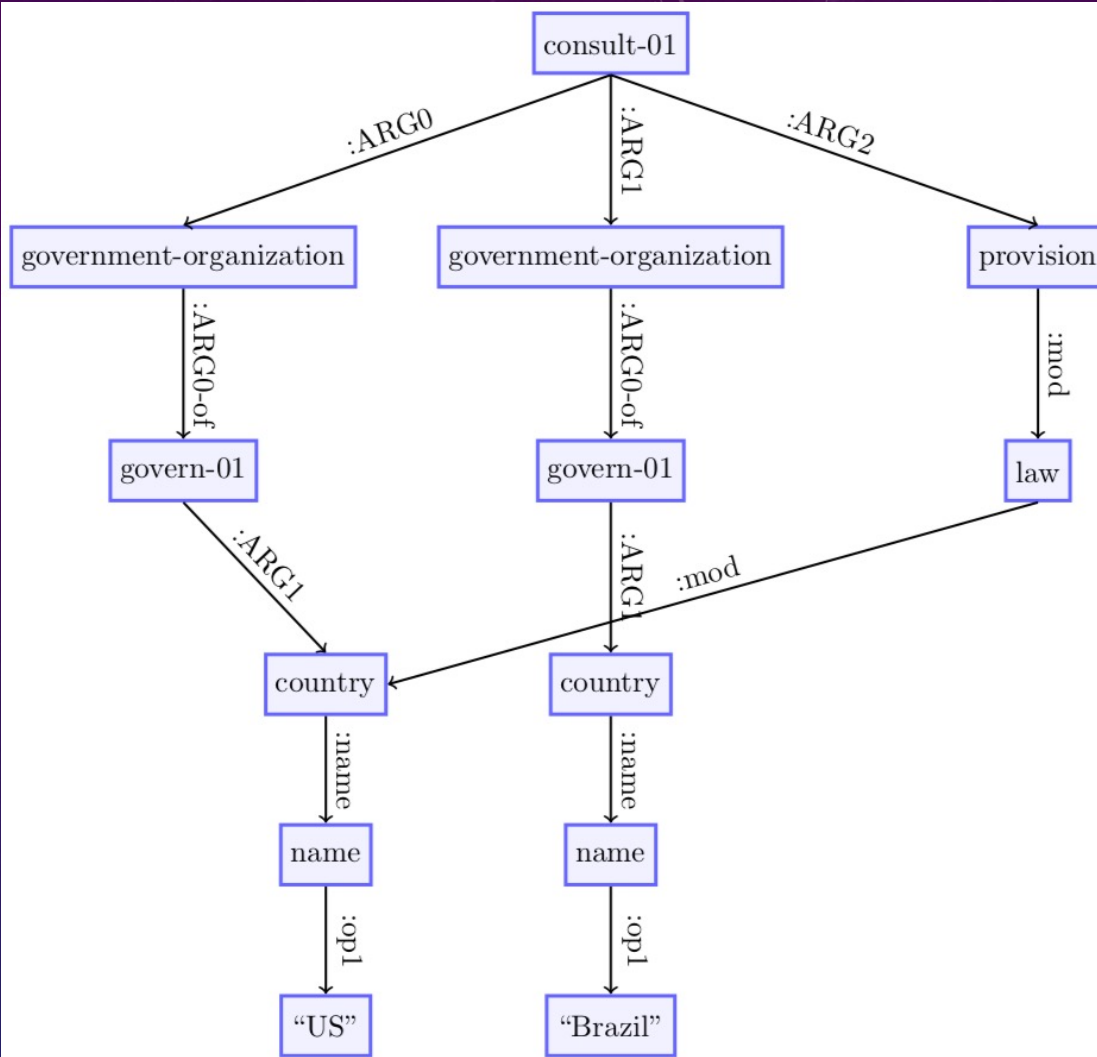 consult-01
:ARG0
:ARG1
:ARG2
government-organization
government-organization
provision
:ARG0-of
:ARG0-of
:mod
govern-01
govern-01
law
:ARG1
:ARG1
:mod
country
country
:name
:name
name
name
:op1
:op1
“US”
“Brazil”